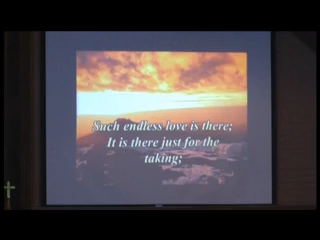 Such endless love is there;
It is there just for the
taking;